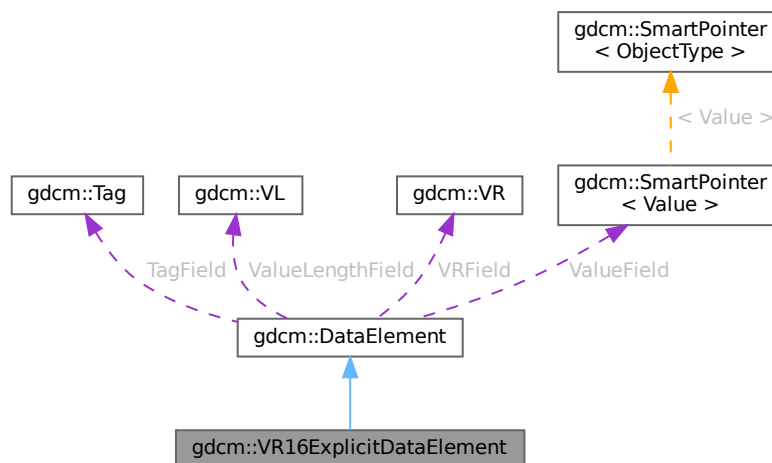 gdcm::SmartPointer
< ObjectType >
< Value >
gdcm::Tag
gdcm::VL
gdcm::VR
gdcm::SmartPointer
< Value >
TagField
ValueLengthField
VRField
ValueField
gdcm::DataElement
gdcm::VR16ExplicitDataElement